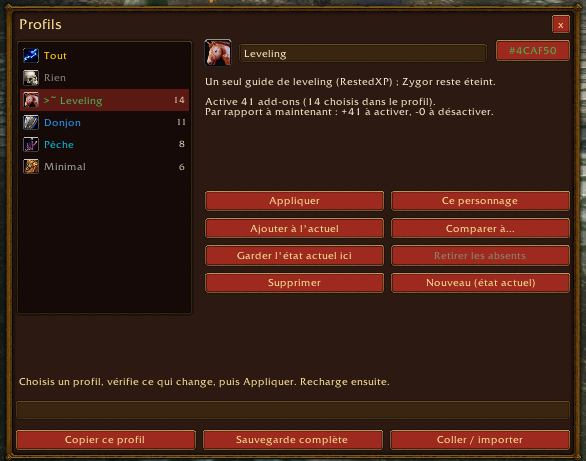 Profils
x
Tout
Rien
>~ Leveling 14
Donjon 11
Pêche 8
Minimal 6
Leveling
#4CAF50
Un seul guide de leveling (RestedXP) ; Zygor reste éteint.
Active 41 add-ons (14 choisis dans le profil).
Par rapport à maintenant : +41 à activer, -0 à désactiver.
Appliquer
Ce personnage
Ajouter à l'actuel
Comparer à...
Garder l'état actuel ici
Retirer les absents
Supprimer
Nouveau (état actuel)
Choisis un profil, vérifie ce qui change, puis Appliquer. Recharge ensuite.
Copier ce profil
Sauvegarde complète
Coller / importer